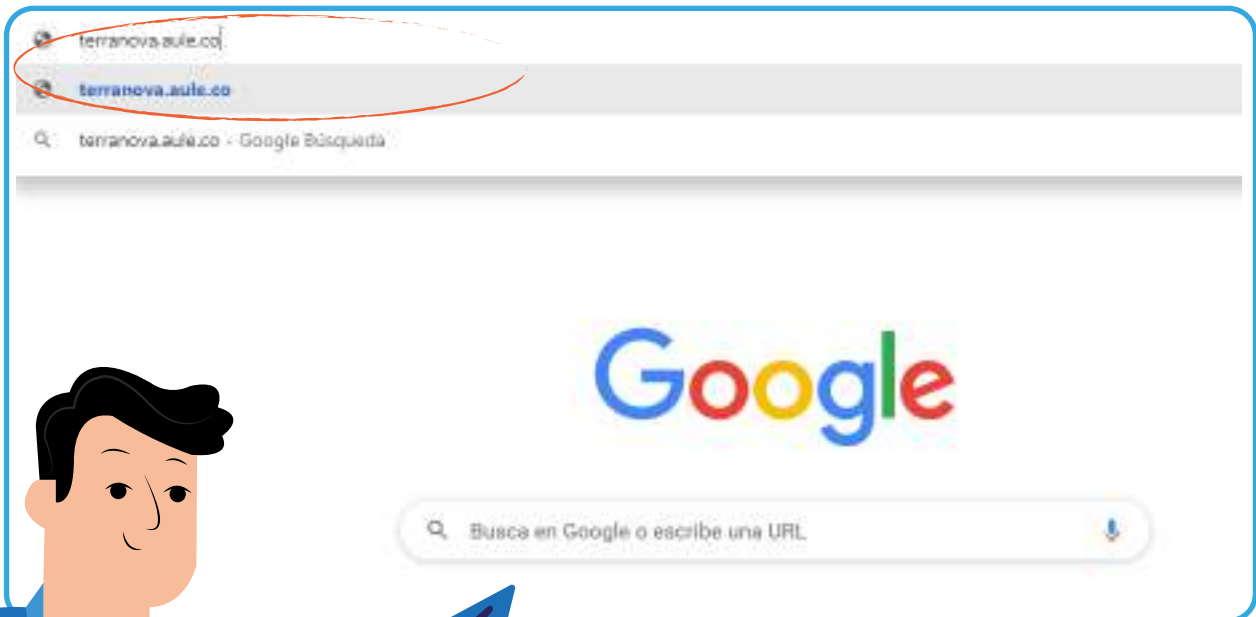 terranova.aule.co
terranova.aule.co
terranova.aule.co - Google Búsqueda
Google
Busca en Google o escribe una URL